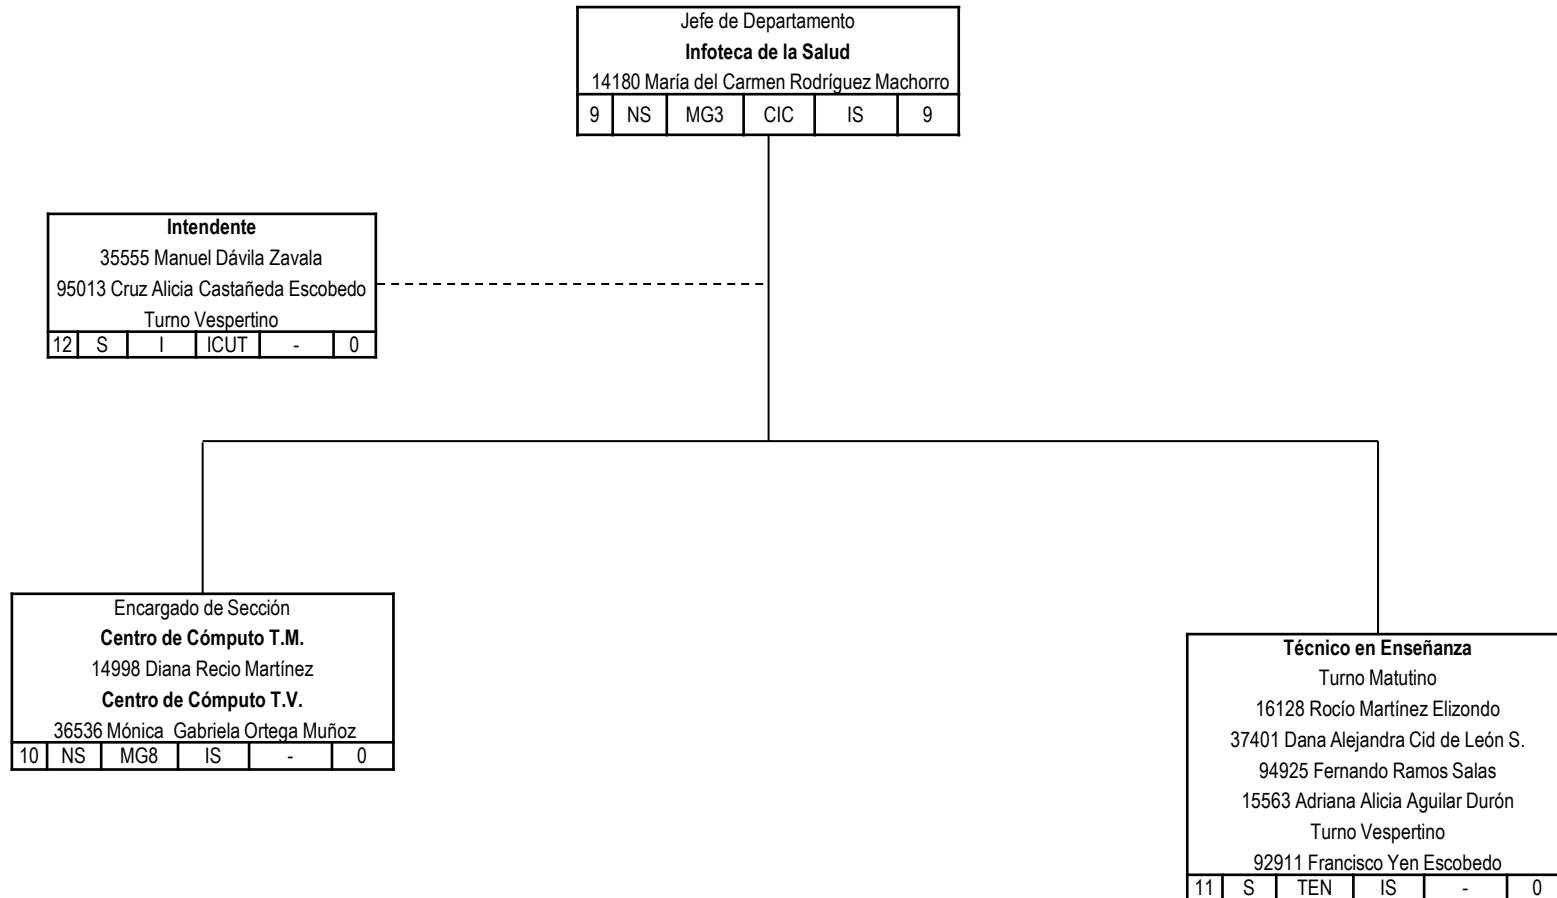 Jefe de Departamento
Infoteca de la Salud
14180 María del Carmen Rodríguez Machorro
9 NS MG3 CIC IS 9
Intendente
35555 Manuel Dávila Zavala
95013 Cruz Alicia Castañeda Escobedo
Turno Vespertino
12 S I ICUT - 0
Encargado de Sección
Centro de Cómputo T.M.
14998 Diana Recio Martínez
Centro de Cómputo T.V.
36536 Mónica Gabriela Ortega Muñoz
10 NS MG8 IS - 0
Técnico en Enseñanza
Turno Matutino
16128 Rocío Martínez Elizondo
37401 Dana Alejandra Cid de León S.
94925 Fernando Ramos Salas
15563 Adriana Alicia Aguilar Durón
Turno Vespertino
92911 Francisco Yen Escobedo
11 S TEN IS - 0